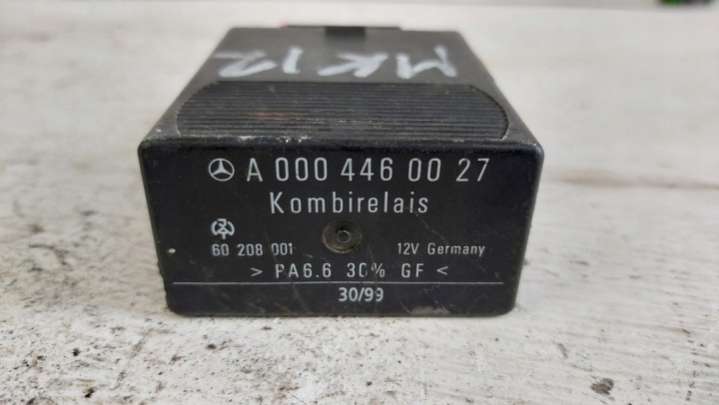 MK12
A 000 446 00 27
Kombirelais
60 208 001 12V Germany
> PA6.6 30% GF <
30/99